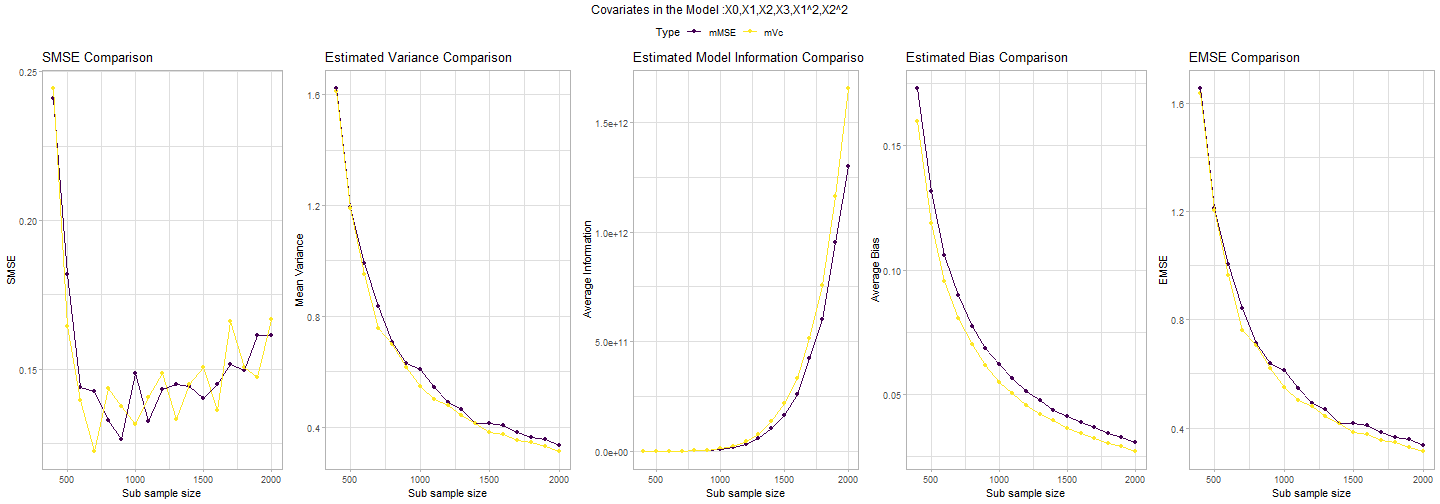 Covariates in the Model :X0,X1,X2,X3,X1^2,X2^2
Type mMSE mVc
SMSE Comparison
0.25
0.20
0.15
SMSE
500 1000 1500 2000
Sub sample size
Estimated Variance Comparison
1.6
1.2
0.8
0.4
Mean Variance
500 1000 1500 2000
Sub sample size
Estimated Model Information Compariso
1.5e+12
1.0e+12
5.0e+11
0.0e+00
Average Information
500 1000 1500 2000
Sub sample size
Estimated Bias Comparison
0.15
0.10
0.05
Average Bias
500 1000 1500 2000
Sub sample size
EMSE Comparison
1.6
1.2
0.8
0.4
EMSE
500 1000 1500 2000
Sub sample size